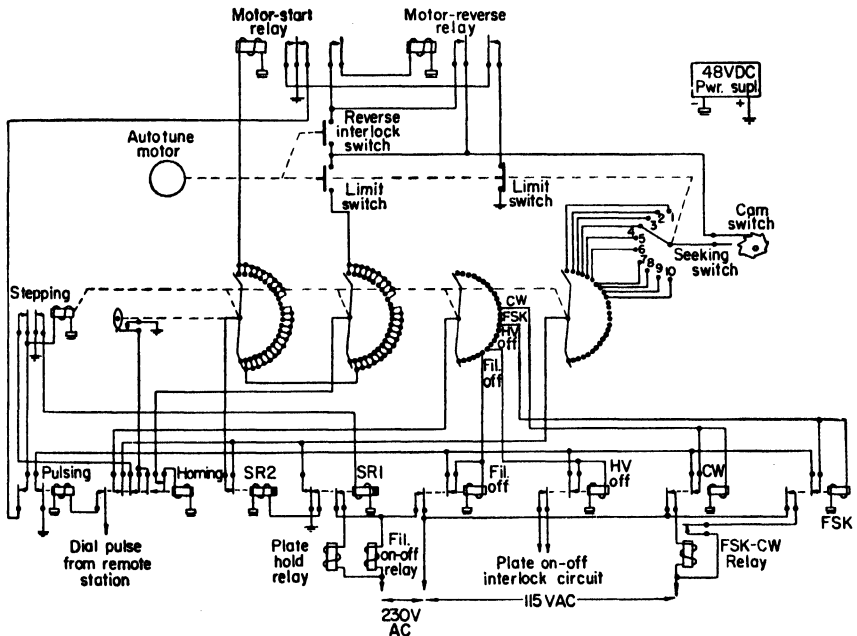 Motor-start
relay
Motor-reverse
relay
48VDC
Pwr. supl.
- +
Reverse
interlock
switch
Autotune
motor
Limit
switch
Limit
switch
1
2
3
4
5
6
7
8
9
10
Cam
switch
Seeking
switch
Stepping
CW
FSK
HV
off
Fil.
off
Pulsing
Homing
SR2
SR1
Fil.
off
HV
off
CW
FSK
Dial pulse
from remote
station
Plate
hold
relay
Fil.
on-off
relay
Plate on-off
interlock circuit
FSK-CW
Relay
230V
AC
115VAC